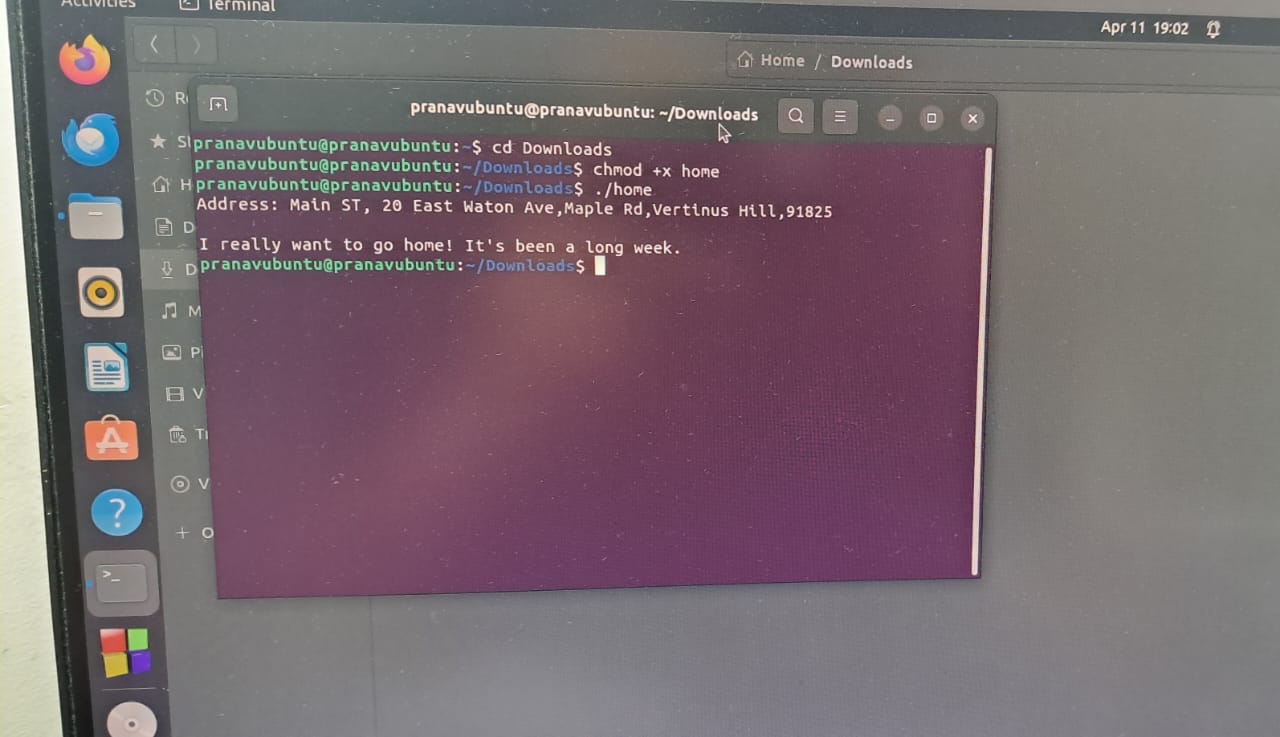 Activities Terminal
Apr 11 19:02
Home / Downloads
pranavubuntu@pranavubuntu: ~/Downloads
pranavubuntu@pranavubuntu:~$ cd Downloads
pranavubuntu@pranavubuntu:~/Downloads$ chmod +x home
pranavubuntu@pranavubuntu:~/Downloads$ ./home
Address: Main ST, 20 East Waton Ave,Maple Rd,Vertinus Hill,91825
I really want to go home! It's been a long week.
pranavubuntu@pranavubuntu:~/Downloads$